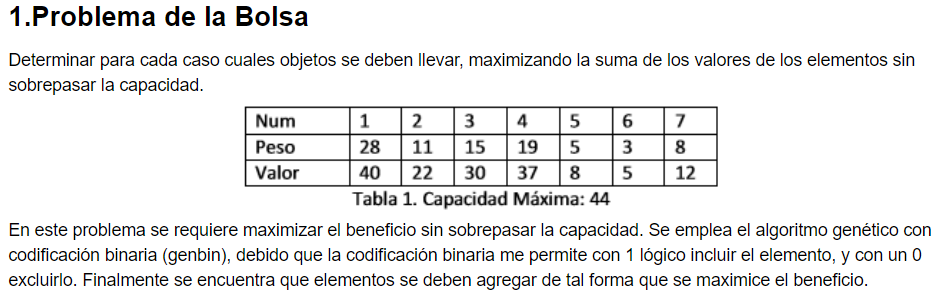 1.Problema de la Bolsa
Determinar para cada caso cuales objetos se deben llevar, maximizando la suma de los valores de los elementos sin
sobrepasar la capacidad.
Num 1 2 3 4 5 6 7
Peso 28 11 15 19 5 3 8
Valor 40 22 30 37 8 5 12
Tabla 1. Capacidad Máxima: 44
En este problema se requiere maximizar el beneficio sin sobrepasar la capacidad. Se emplea el algoritmo genético con
codificación binaria (genbin), debido que la codificación binaria me permite con 1 lógico incluir el elemento, y con un 0
excluirlo. Finalmente se encuentra que elementos se deben agregar de tal forma que se maximice el beneficio.